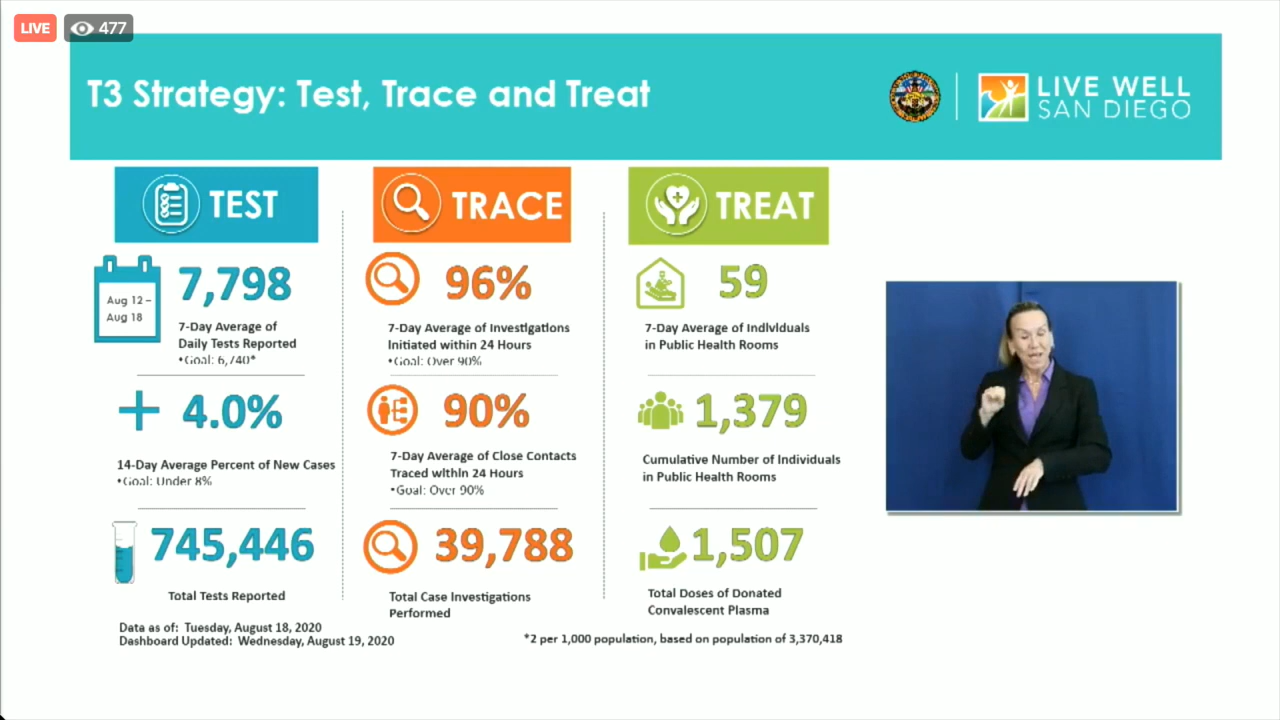 LIVE
477
T3 Strategy: Test, Trace and Treat
LIVE WELL
SAN DIEGO
TEST
Aug 12 –
Aug 18
7,798
7-Day Average of
Daily Tests Reported
•Goal: 6,740*
+ 4.0%
14-Day Average Percent of New Cases
•Goal: Under 8%
745,446
Total Tests Reported
TRACE
96%
7-Day Average of Investigations
Initiated within 24 Hours
•Goal: Over 90%
90%
7-Day Average of Close Contacts
Traced within 24 Hours
•Goal: Over 90%
39,788
Total Case Investigations
Performed
TREAT
59
7-Day Average of Individuals
in Public Health Rooms
1,379
Cumulative Number of Individuals
in Public Health Rooms
1,507
Total Doses of Donated
Convalescent Plasma
Data as of: Tuesday, August 18, 2020
Dashboard Updated: Wednesday, August 19, 2020
*2 per 1,000 population, based on population of 3,370,418